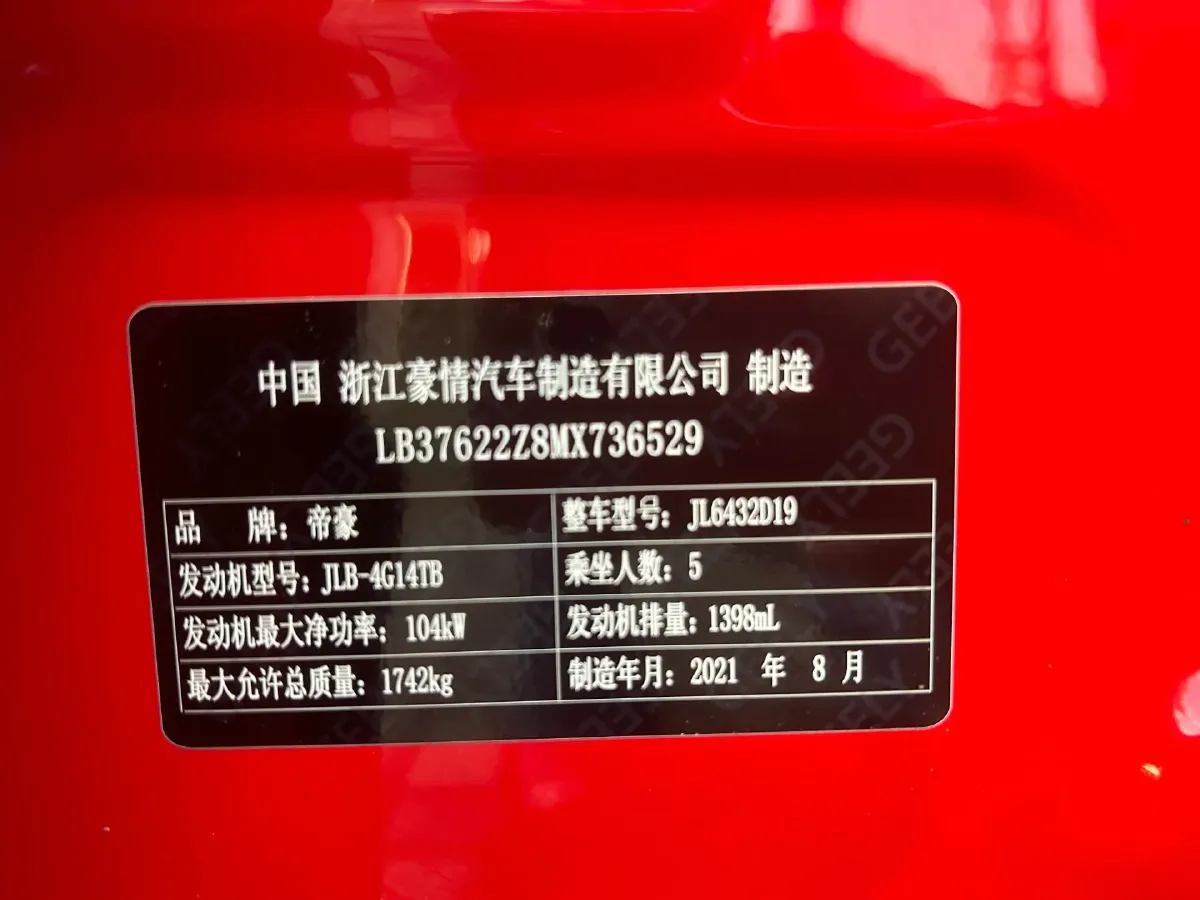 中国 浙江豪情汽车制造有限公司 制造
LB37622Z8MX736529
品 牌：帝豪 整车型号：JL6432D19
发动机型号：JLB-4G14TB 乘坐人数：5
发动机最大净功率：104kW 发动机排量：1398mL
最大允许总质量：1742kg 制造年月：2021 年 8 月
GEELY